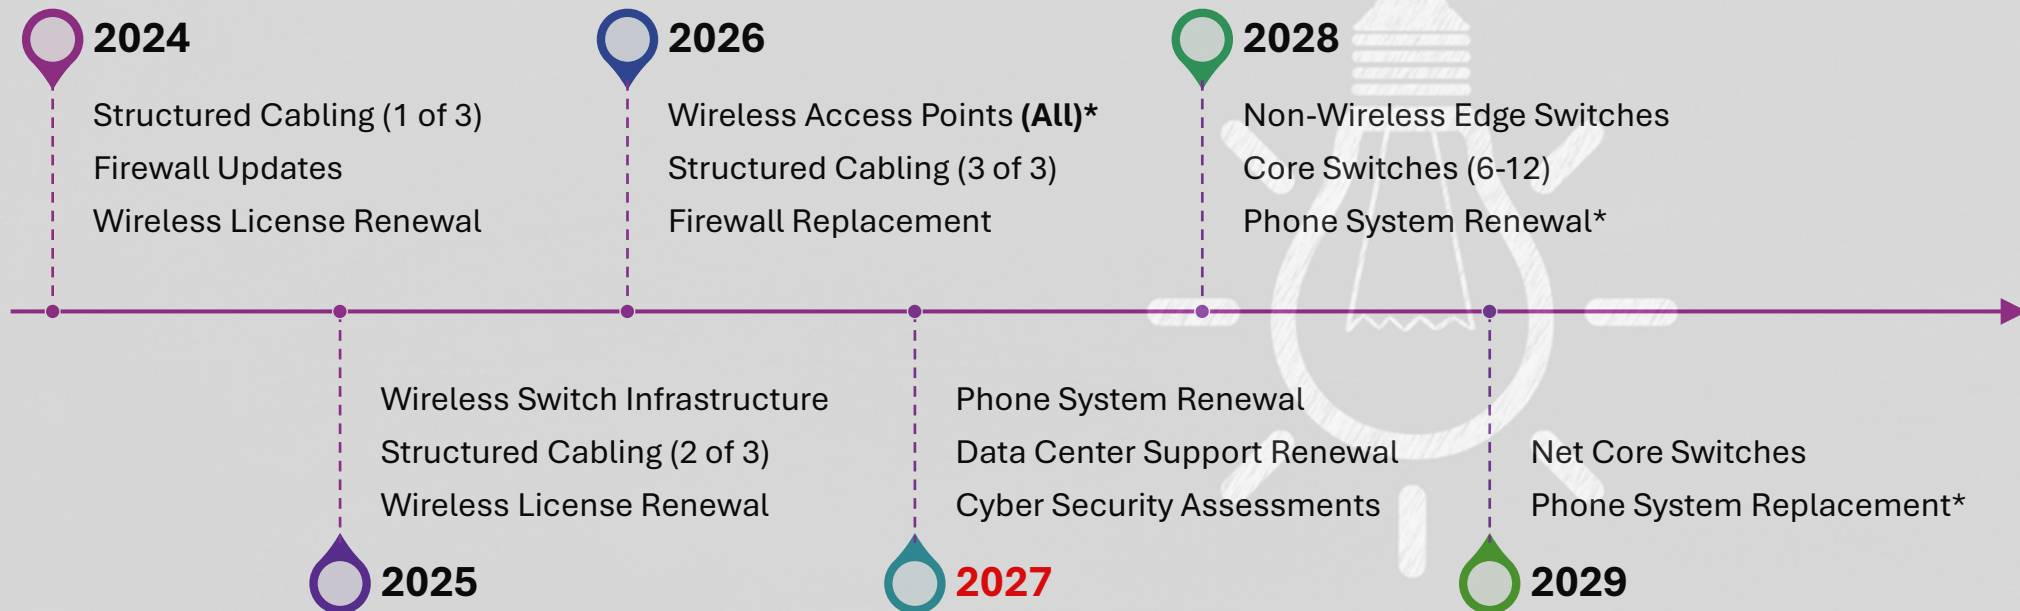 2024
Structured Cabling (1 of 3)
Firewall Updates
Wireless License Renewal
2026
Wireless Access Points (All)*
Structured Cabling (3 of 3)
Firewall Replacement
2028
Non-Wireless Edge Switches
Core Switches (6-12)
Phone System Renewal*
Wireless Switch Infrastructure
Structured Cabling (2 of 3)
Wireless License Renewal
2025
Phone System Renewal
Data Center Support Renewal
Cyber Security Assessments
2027
Net Core Switches
Phone System Replacement*
2029